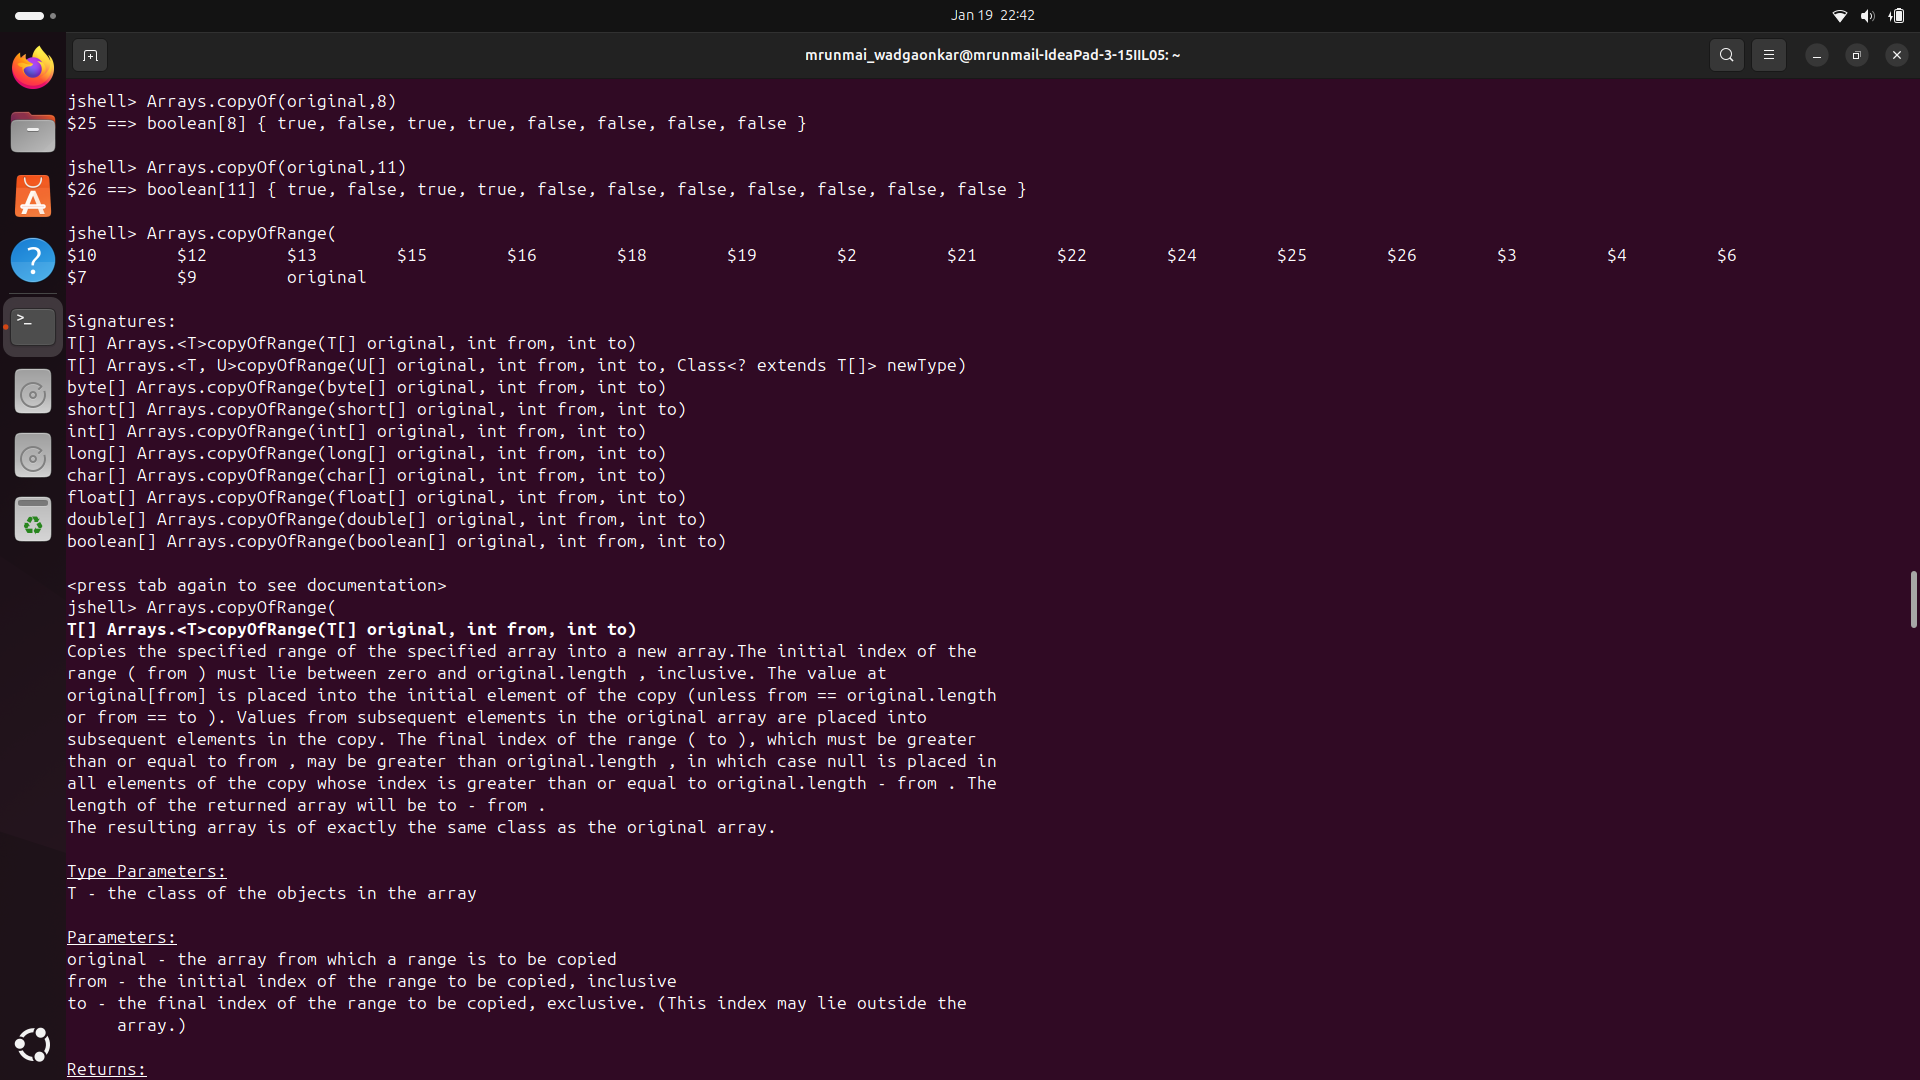 Jan 19 22:42
mrunmai_wadgaonkar@mrunmail-IdeaPad-3-15IIL05: ~
jshell> Arrays.copyOf(original,8)
$25 ==> boolean[8] { true, false, true, true, false, false, false, false }
jshell> Arrays.copyOf(original,11)
$26 ==> boolean[11] { true, false, true, true, false, false, false, false, false, false, false }
jshell> Arrays.copyOfRange(
$10 $12 $13 $15 $16 $18 $19 $2 $21 $22 $24 $25 $26 $3 $4 $6
$7 $9 original
Signatures:
T[] Arrays.<T>copyOfRange(T[] original, int from, int to)
T[] Arrays.<T, U>copyOfRange(U[] original, int from, int to, Class<? extends T[]> newType)
byte[] Arrays.copyOfRange(byte[] original, int from, int to)
short[] Arrays.copyOfRange(short[] original, int from, int to)
int[] Arrays.copyOfRange(int[] original, int from, int to)
long[] Arrays.copyOfRange(long[] original, int from, int to)
char[] Arrays.copyOfRange(char[] original, int from, int to)
float[] Arrays.copyOfRange(float[] original, int from, int to)
double[] Arrays.copyOfRange(double[] original, int from, int to)
boolean[] Arrays.copyOfRange(boolean[] original, int from, int to)
<press tab again to see documentation>
jshell> Arrays.copyOfRange(
T[] Arrays.<T>copyOfRange(T[] original, int from, int to)
Copies the specified range of the specified array into a new array.The initial index of the
range ( from ) must lie between zero and original.length , inclusive. The value at
original[from] is placed into the initial element of the copy (unless from == original.length
or from == to ). Values from subsequent elements in the original array are placed into
subsequent elements in the copy. The final index of the range ( to ), which must be greater
than or equal to from , may be greater than original.length , in which case null is placed in
all elements of the copy whose index is greater than or equal to original.length - from . The
length of the returned array will be to - from .
The resulting array is of exactly the same class as the original array.
Type Parameters:
T - the class of the objects in the array
Parameters:
original - the array from which a range is to be copied
from - the initial index of the range to be copied, inclusive
to - the final index of the range to be copied, exclusive. (This index may lie outside the
array.)
Returns: